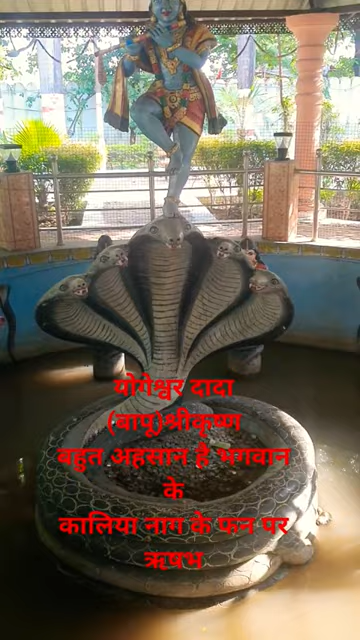 योगेश्वर दादा
(बापू)श्रीकृष्ण
बहुत अहसान है भगवान
के
कालिया नाग के फन पर
ऋषभ